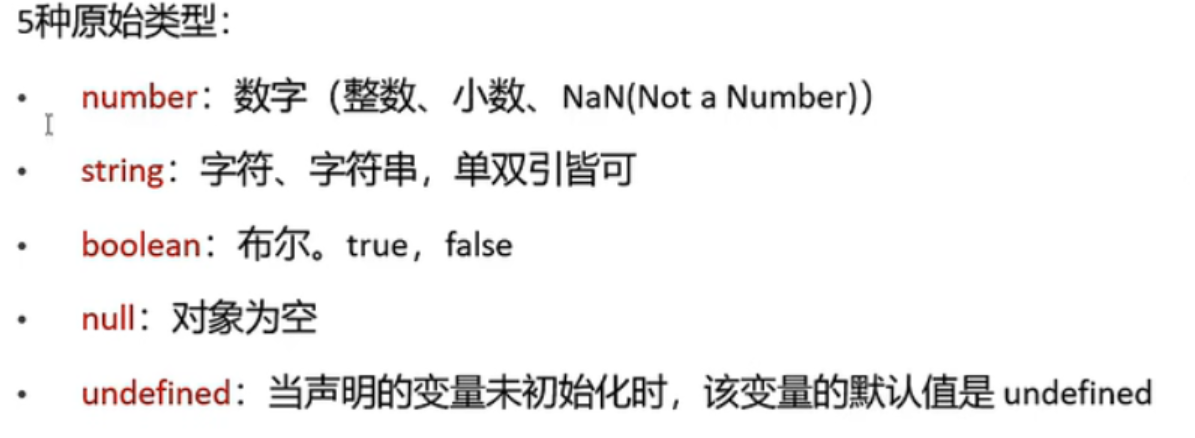 5种原始类型：
• number：数字（整数、小数、NaN(Not a Number)）
• string：字符、字符串，单双引皆可
• boolean：布尔。true，false
• null：对象为空
• undefined：当声明的变量未初始化时，该变量的默认值是 undefined